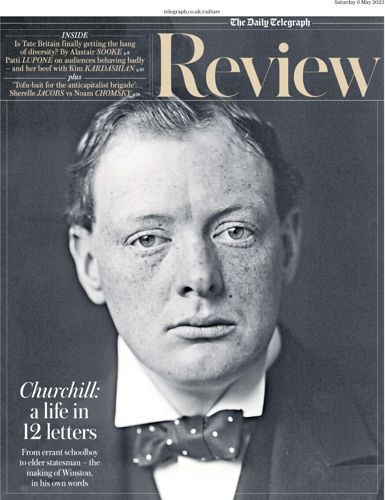 Saturday 6 May 2023
telegraph.co.uk/culture
The Daily Telegraph
Review
INSIDE
Is Tate Britain finally getting the hang
of diversity? By Alastair SOOKE p.8
Patti LUPONE on audiences behaving badly
– and her beef with Kim KARDASHIAN p.10
plus
‘Tofu-bait for the anticapitalist brigade’:
Sherelle JACOBS vs Noam CHOMSKY
Churchill:
a life in
12 letters
From errant schoolboy
to elder statesman – the
making of Winston,
in his own words